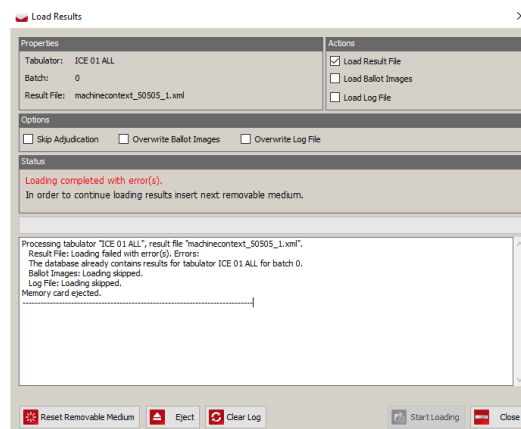 Load Results
Properties
Tabulator: ICE 01 ALL
Batch: 0
Result File: machinecontext_50505_1.xml
Actions
Load Result File
Load Ballot Images
Load Log File
Options
Skip Adjudication Overwrite Ballot Images Overwrite Log File
Status
Loading completed with error(s).
In order to continue loading results insert next removable medium.
Processing tabulator "ICE 01 ALL", result file "machinecontext_50505_1.xml".
Result File: Loading failed with error(s). Errors:
The database already contains results for tabulator ICE 01 ALL for batch 0.
Ballot Images: Loading skipped.
Log File: Loading skipped.
Memory card ejected.
--------------------------------------------------------------------------
Reset Removable Medium Eject Clear Log Start Loading Close